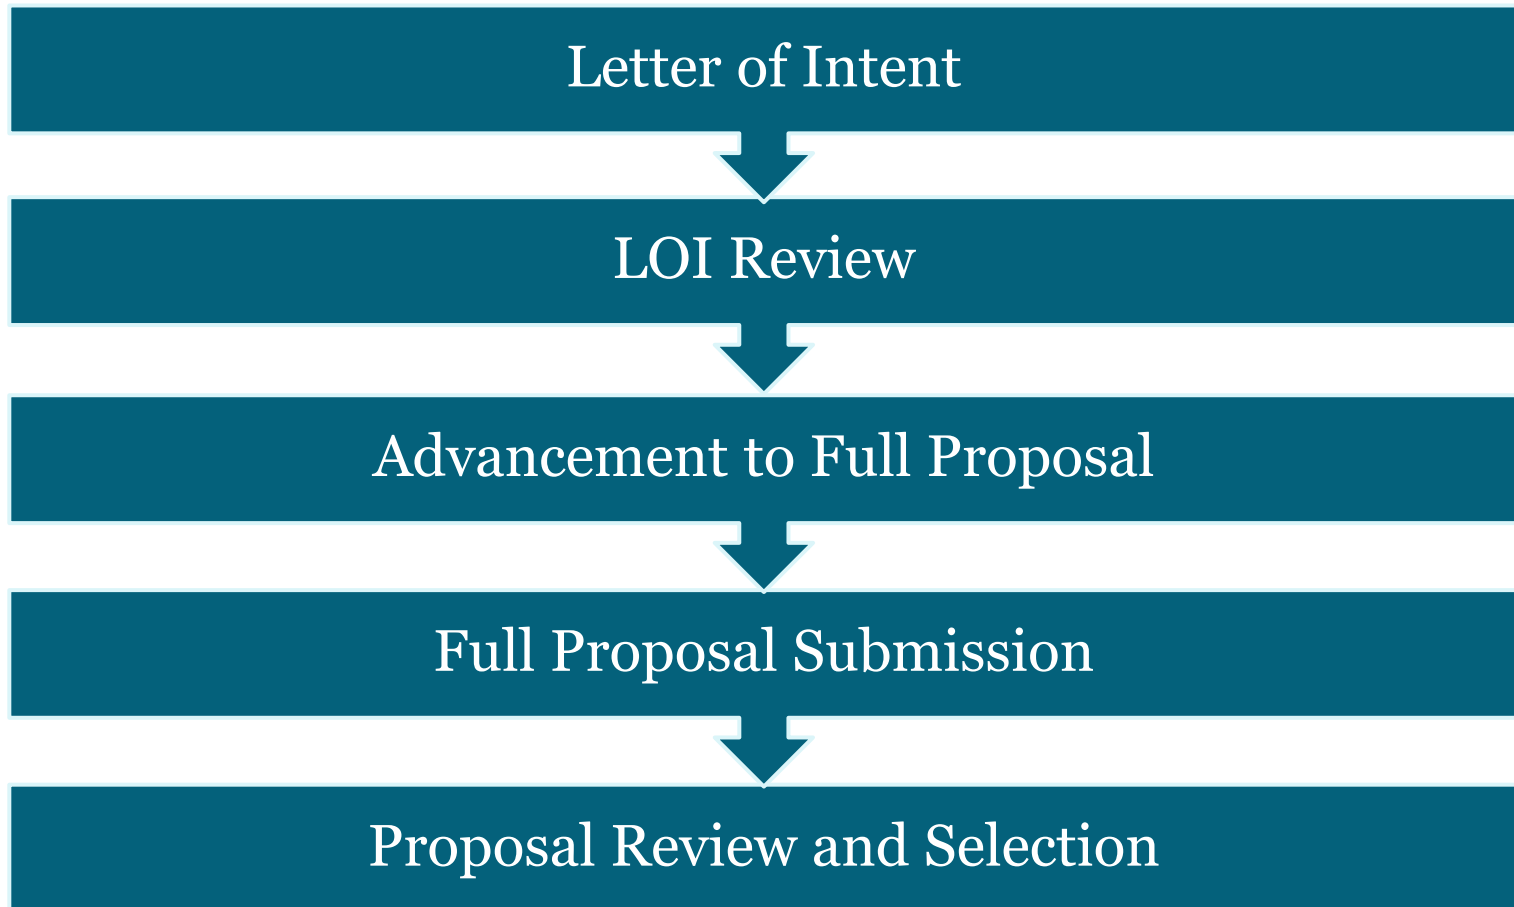 Letter of Intent
LOI Review
Advancement to Full Proposal
Full Proposal Submission
Proposal Review and Selection